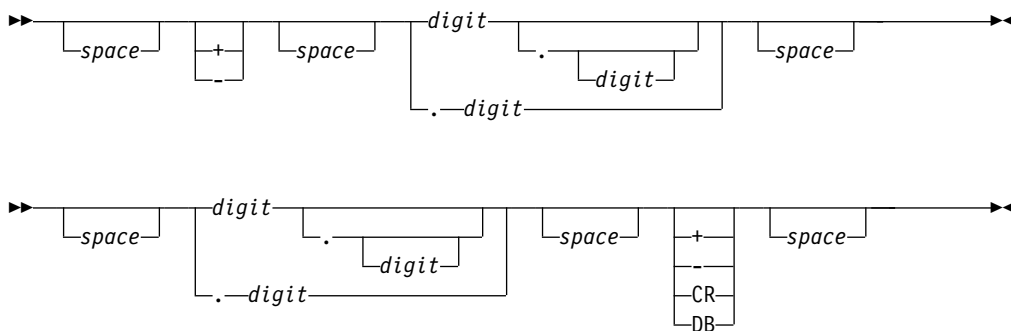 digit
space + space . space
- digit
. digit
digit
space . space + space
digit -
. digit CR
DB